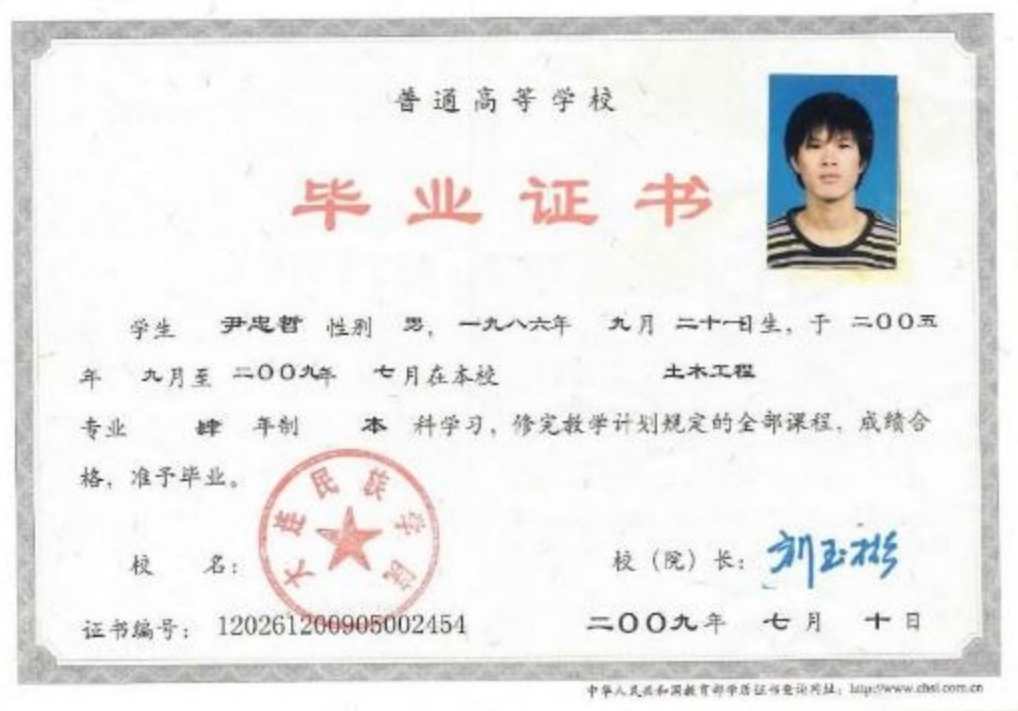 普通高等学校
毕业证书
学生 尹忠哲 性别 男，一九八六年 九月 二十一日生，于 二〇〇五
年 九月至 二〇〇九年 七月在本校 土木工程
专业 肆 年制 本 科学习，修完教学计划规定的全部课程，成绩合
格，准予毕业。
大连民族学院
校 名： 校（院）长：刘玉彬
证书编号：120261200905002454 二〇〇九年 七月 十日
中华人民共和国教育部学历证书查询网址：http://www.chsi.com.cn